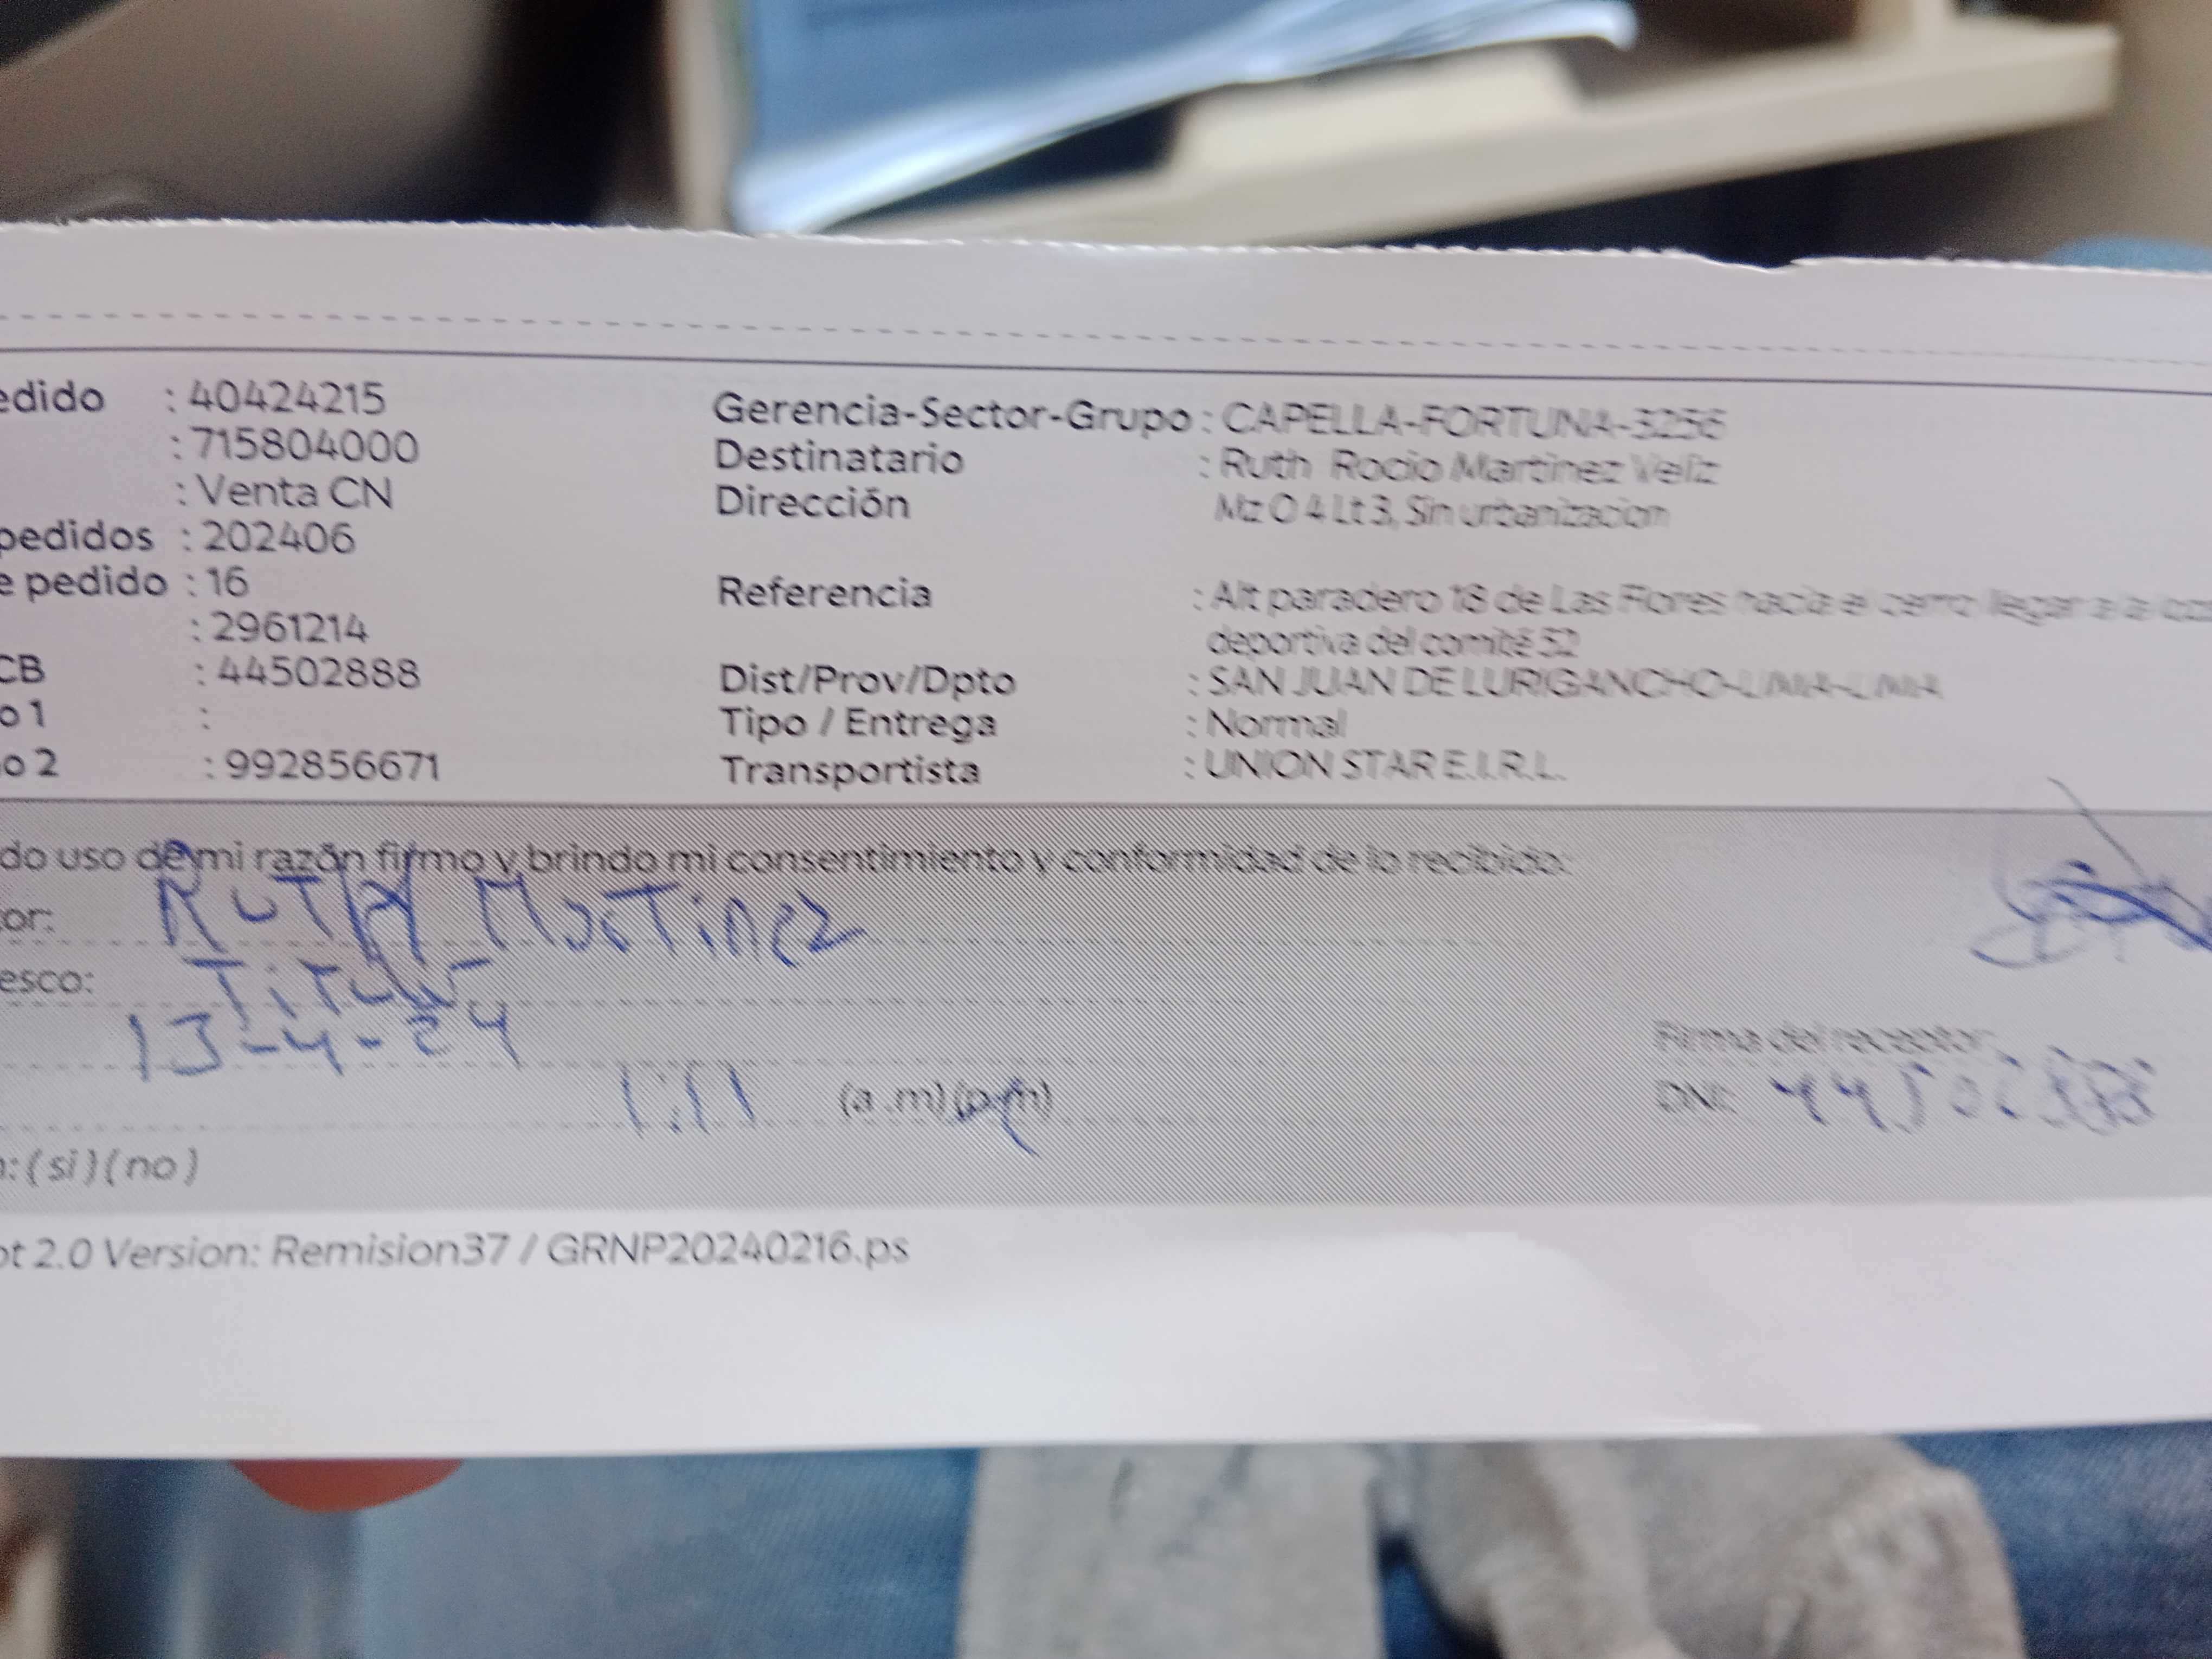 edido : 40424215 Gerencia-Sector-Grupo : CAPELLA-FORTUNA-3256
: 715804000 Destinatario : Ruth Rocio Martinez Veliz
: Venta CN Dirección Mz O 4 Lt 3, Sin urbanizacion
pedidos : 202406
e pedido : 16 Referencia : Alt paradero 18 de Las Flores hacia el cerro llegar a la
: 2961214 deportiva del comité 52
CB : 44502888 Dist/Prov/Dpto : SAN JUAN DE LURIGANCHO-LIMA-LIMA
o 1 : Tipo / Entrega : Normal
o 2 : 992856671 Transportista : UNION STAR E.I.R.L.
do uso de mi razón firmo y brindo mi consentimiento y conformidad de lo recibido:
tor: RUTH MarTinez
esco:
13-4-24
Firma del receptor:
1:11 (a .m) (p.m) DNI: 44502888
n: ( si ) ( no )
pt 2.0 Version: Remision37 / GRNP20240216.ps